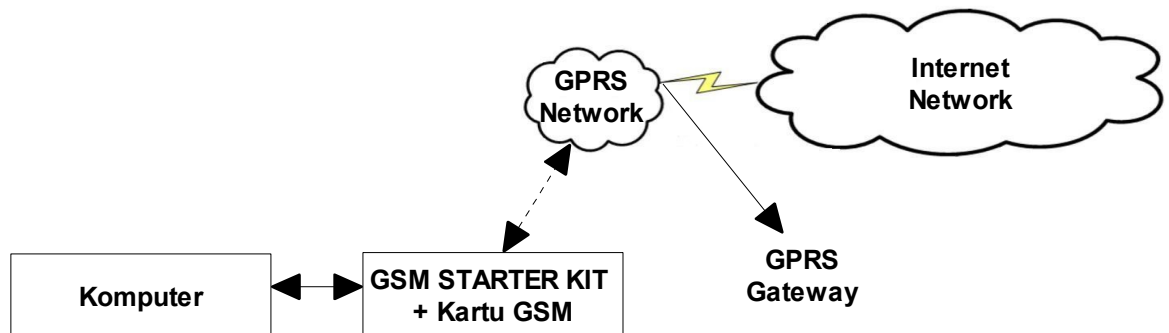 GPRS
Network
Internet
Network
Komputer
GSM STARTER KIT
+ Kartu GSM
GPRS
Gateway